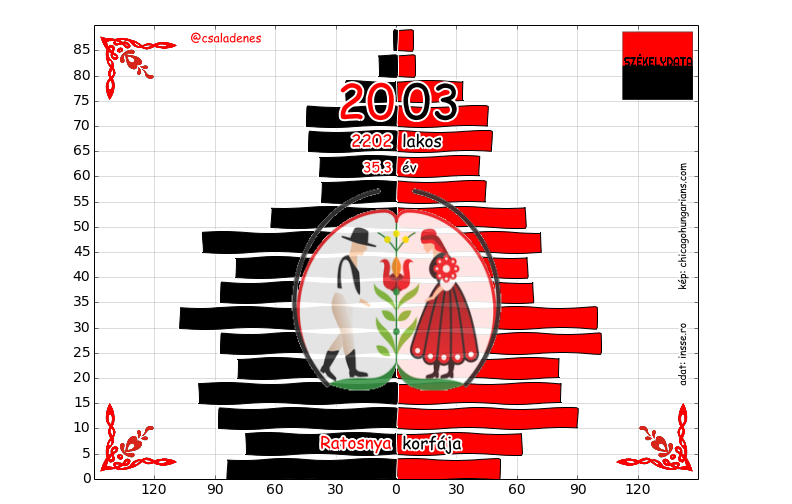 @csaladenes
SZÉKELYDATA
2003
2202 lakos
35.3 év
kép: chicagohungarians.com
adat: insse.ro
Ratosnya korfája
85
80
75
70
65
60
55
50
45
40
35
30
25
20
15
10
5
0
120 90 60 30 0 30 60 90 120